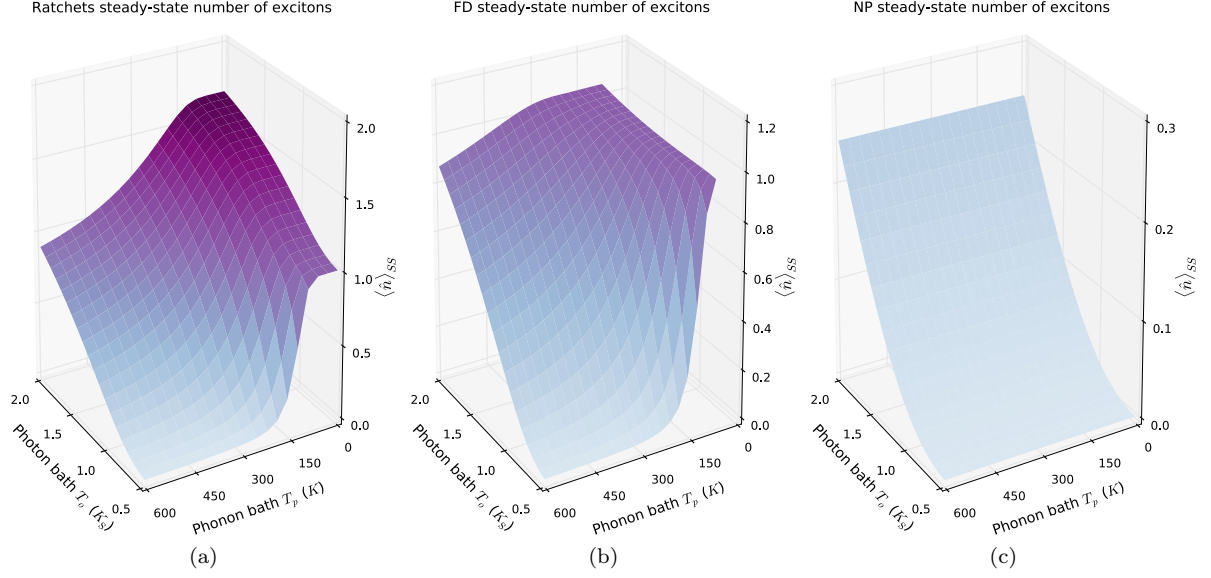 Ratchets steady-state number of excitons
2.0
1.5
1.0
0.5
0.0
⟨n̂⟩SS
2.0
1.5
1.0
0.5
Photon bath To (KS)
600
450
300
150
0
Phonon bath Tp (K)
(a)
FD steady-state number of excitons
1.2
1.0
0.8
0.6
0.4
0.2
0.0
⟨n̂⟩SS
2.0
1.5
1.0
0.5
Photon bath To (KS)
600
450
300
150
0
Phonon bath Tp (K)
(b)
NP steady-state number of excitons
0.3
0.2
0.1
0.0
⟨n̂⟩SS
2.0
1.5
1.0
0.5
Photon bath To (KS)
600
450
300
150
0
Phonon bath Tp (K)
(c)